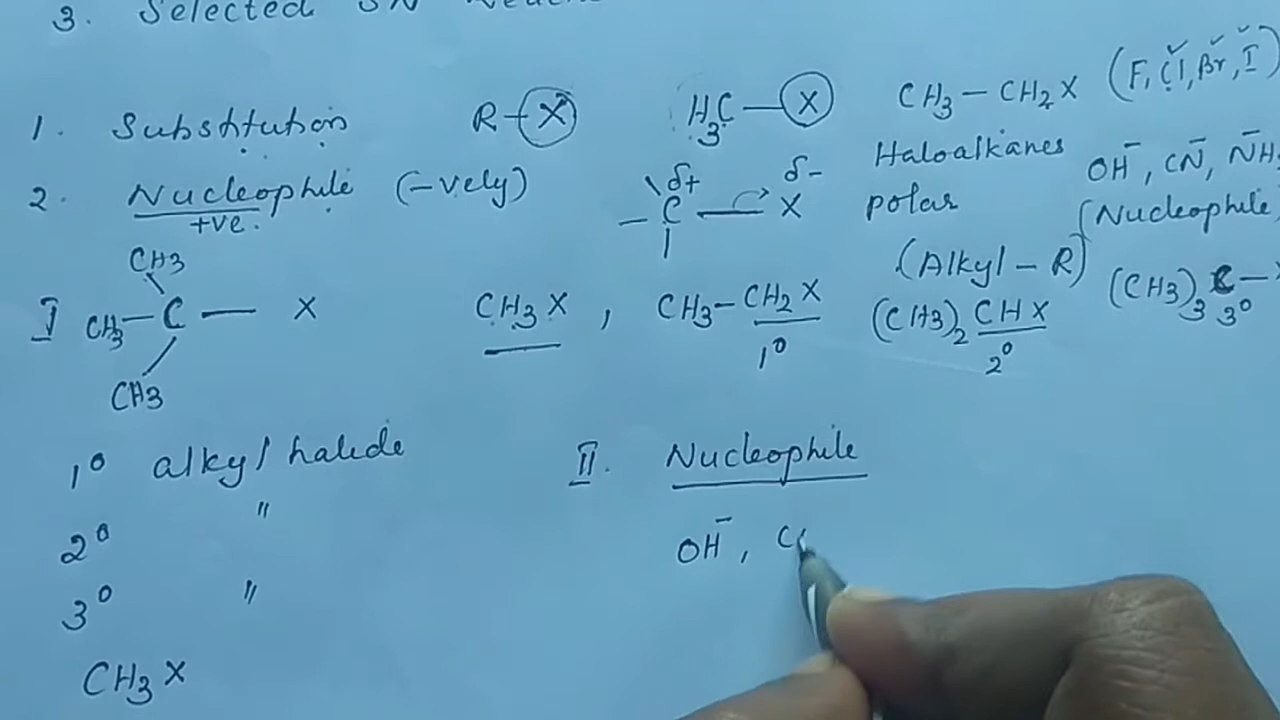 3. Selected SN
1. Substitution R-X H3C-X CH3-CH2X (F, Cl, Br, I)
Haloalkanes OH-, CN-, NH2-
2. Nucleophile (-vely) δ+ δ- polar (Nucleophile)
+ve. -C-X
CH3 (Alkyl-R)
I CH3-C-X CH3X, CH3-CH2X (CH3)2CHX (CH3)3C-X
1° 2° 3°
CH3
1° alkyl halide
2° "
3° "
CH3X
II. Nucleophile
OH-, C